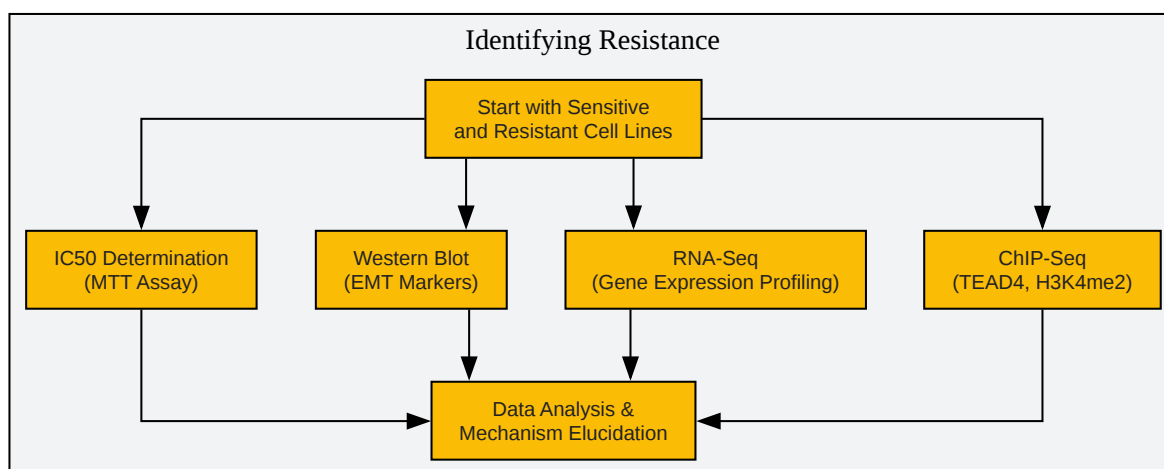 Identifying Resistance
Start with Sensitive
and Resistant Cell Lines
IC50 Determination
(MTT Assay)
Western Blot
(EMT Markers)
RNA-Seq
(Gene Expression Profiling)
ChIP-Seq
(TEAD4, H3K4me2)
Data Analysis &
Mechanism Elucidation